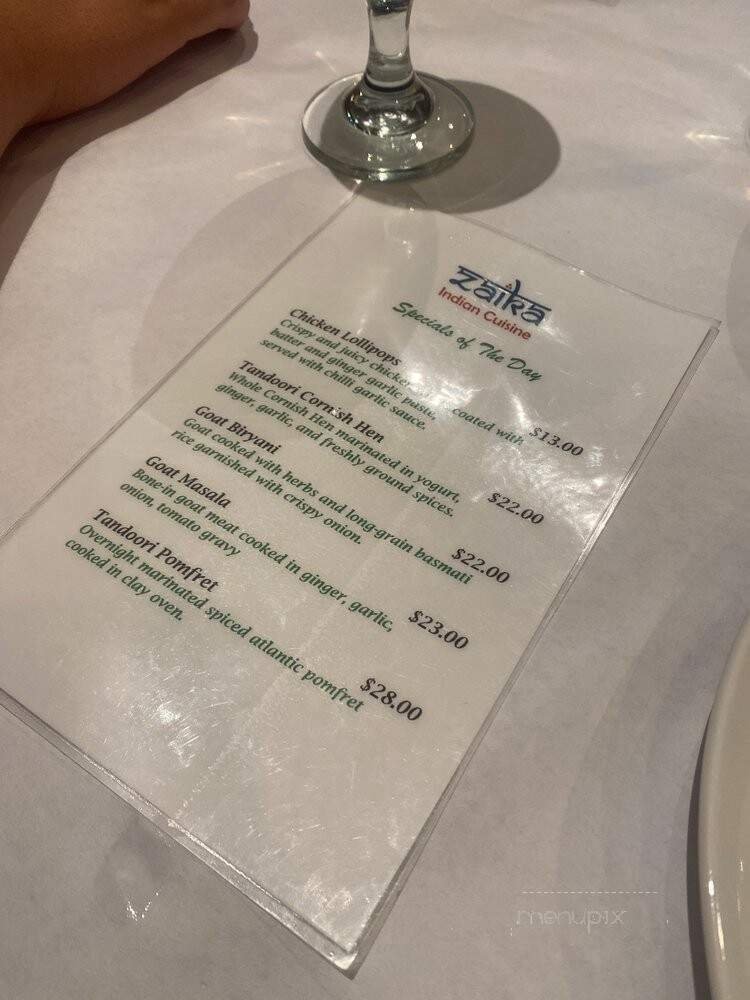 zaika
Indian Cuisine
Specials of The Day
Chicken Lollipops
Crispy and juicy chicken coated with
batter and ginger garlic paste,
served with chilli garlic sauce.
$13.00
Tandoori Cornish Hen
Whole Cornish Hen marinated in yogurt,
ginger, garlic, and freshly ground spices.
$22.00
Goat Biryani
Goat cooked with herbs and long-grain basmati
rice garnished with crispy onion.
$22.00
Goat Masala
Bone-in goat meat cooked in ginger, garlic,
onion, tomato gravy
$23.00
Tandoori Pomfret
Overnight marinated spiced atlantic pomfret
cooked in clay oven.
$28.00
menupix